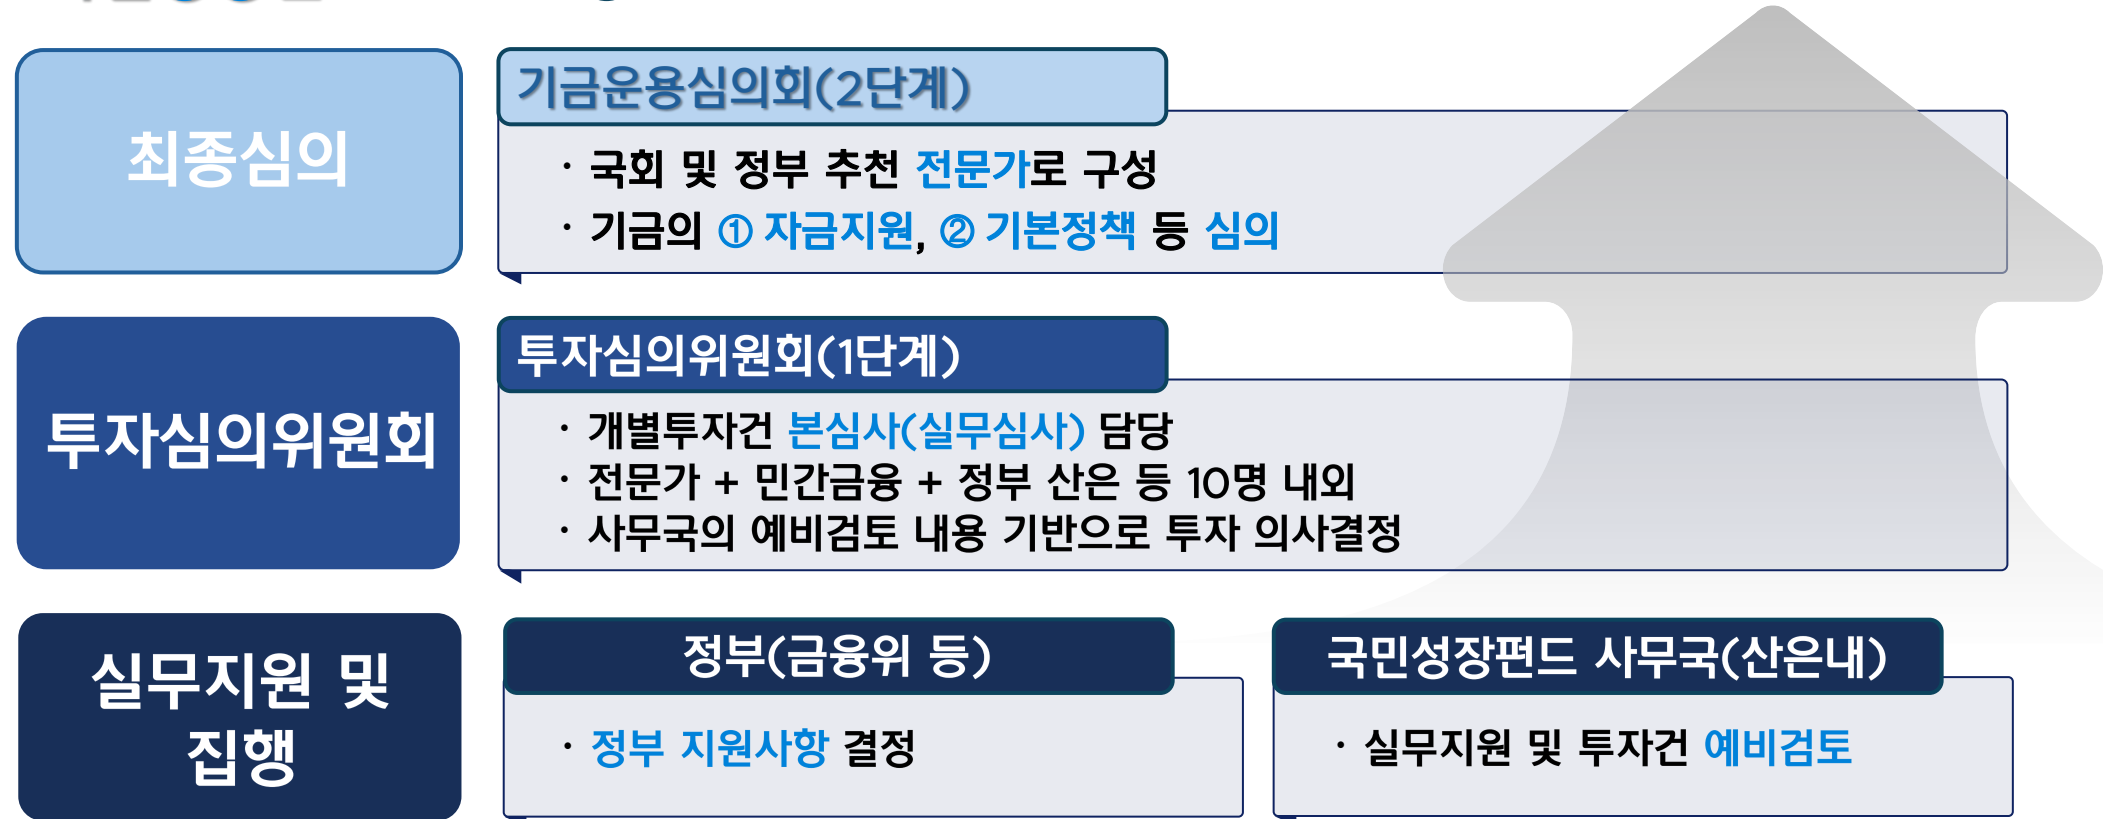 최종심의
기금운용심의회(2단계)
· 국회 및 정부 추천 전문가로 구성
· 기금의 ① 자금지원, ② 기본정책 등 심의
투자심의위원회
투자심의위원회(1단계)
· 개별투자건 본심사(실무심사) 담당
· 전문가 + 민간금융 + 정부 산은 등 10명 내외
· 사무국의 예비검토 내용 기반으로 투자 의사결정
실무지원 및
집행
정부(금융위 등)
· 정부 지원사항 결정
국민성장펀드 사무국(산은내)
· 실무지원 및 투자건 예비검토